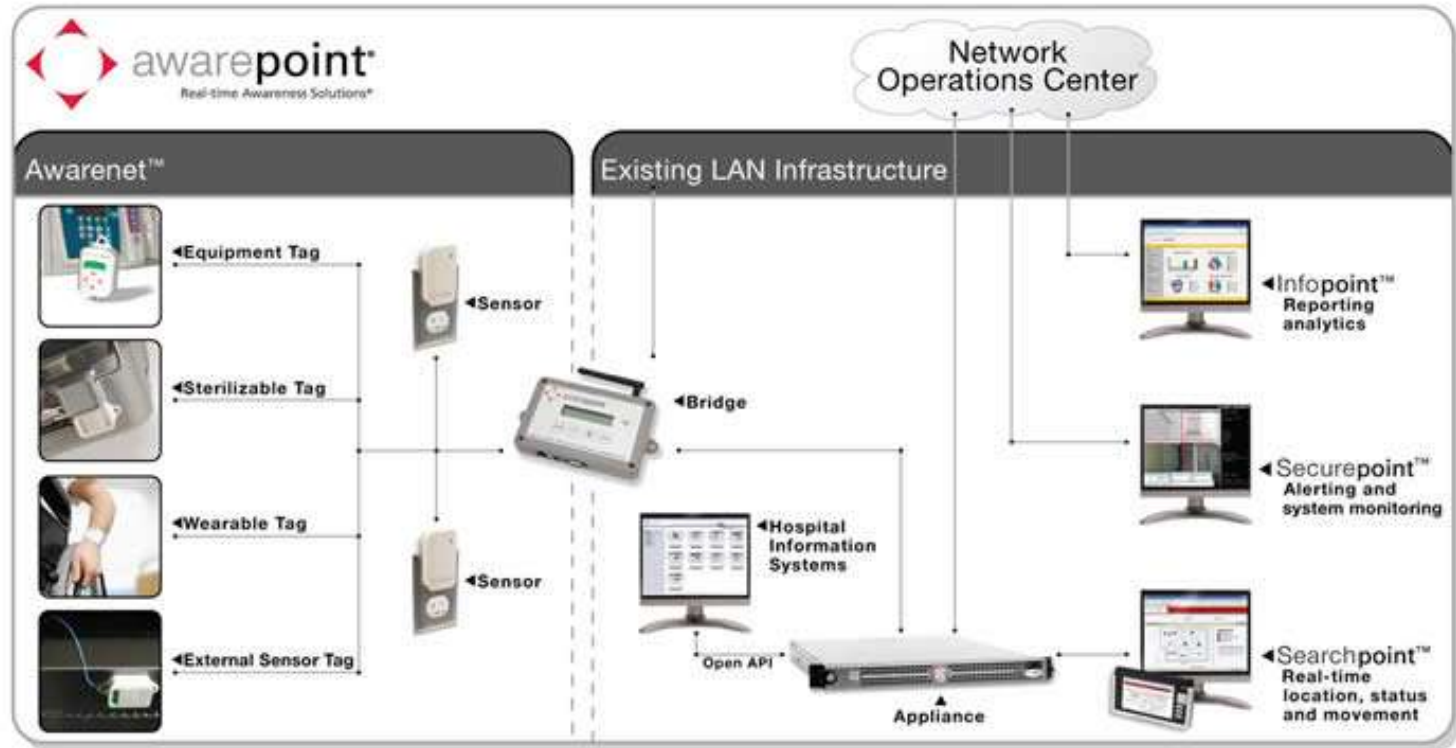 awarepoint®
Real-time Awareness Solutions®
Network
Operations Center
Awarenet™
Existing LAN Infrastructure
◄Equipment Tag
◄Sensor
◄Sterilizable Tag
◄Wearable Tag
◄Sensor
◄External Sensor Tag
◄Bridge
◄Hospital
Information
Systems
Open API
▲
Appliance
◄Infopoint™
Reporting
analytics
◄Securepoint™
Alerting and
system monitoring
◄Searchpoint™
Real-time
location, status
and movement